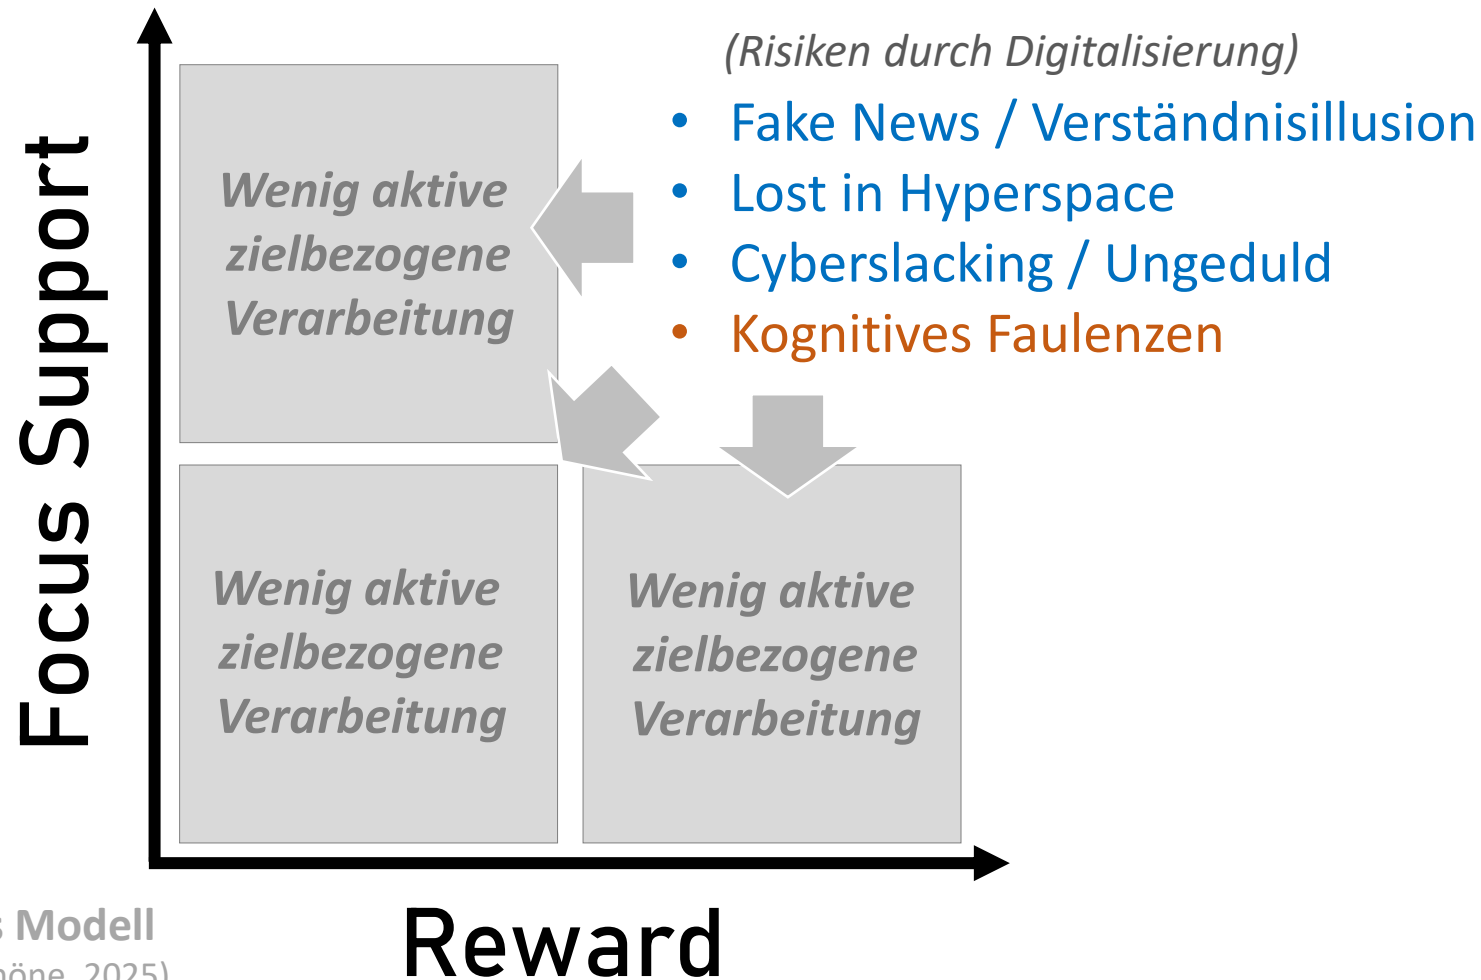 (Risiken durch Digitalisierung)
• Fake News / Verständnisillusion
• Lost in Hyperspace
• Cyberslacking / Ungeduld
• Kognitives Faulenzen
Focus Support
Wenig aktive
zielbezogene
Verarbeitung
Wenig aktive
zielbezogene
Verarbeitung
Wenig aktive
zielbezogene
Verarbeitung
Reward
Modell
2025)